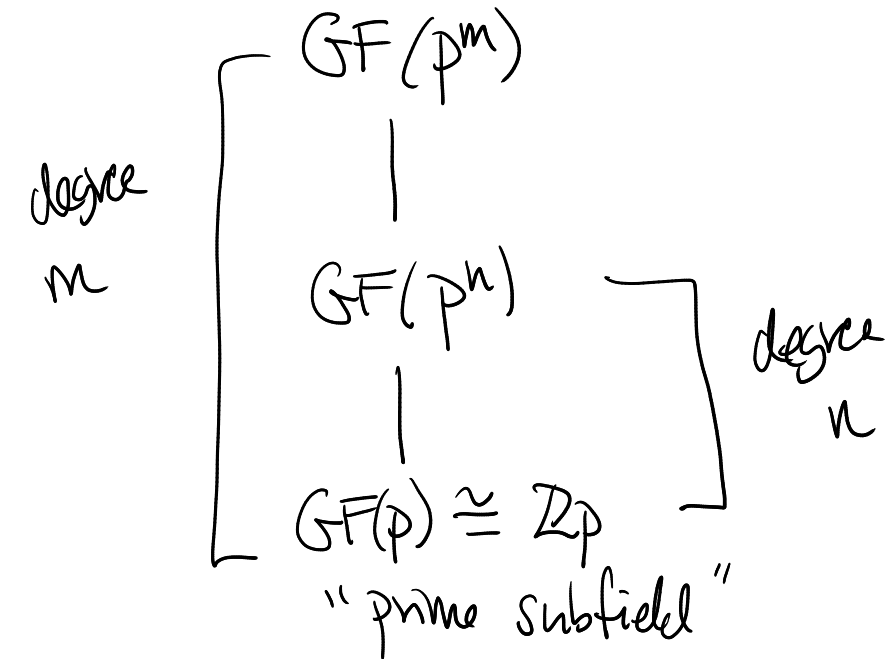 GF(p^m)
degree
m
GF(p^n)
degree
n
GF(p) ≅ ℤp
"prime subfield"